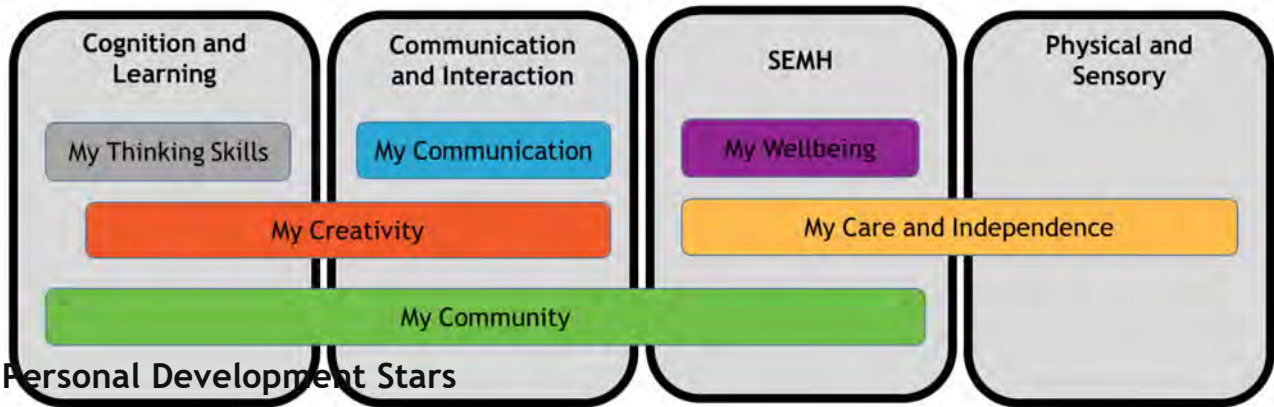 Cognition and
Learning
Communication
and Interaction
SEMH
Physical and
Sensory
My Thinking Skills
My Communication
My Wellbeing
My Creativity
My Care and Independence
My Community
Personal Development Stars